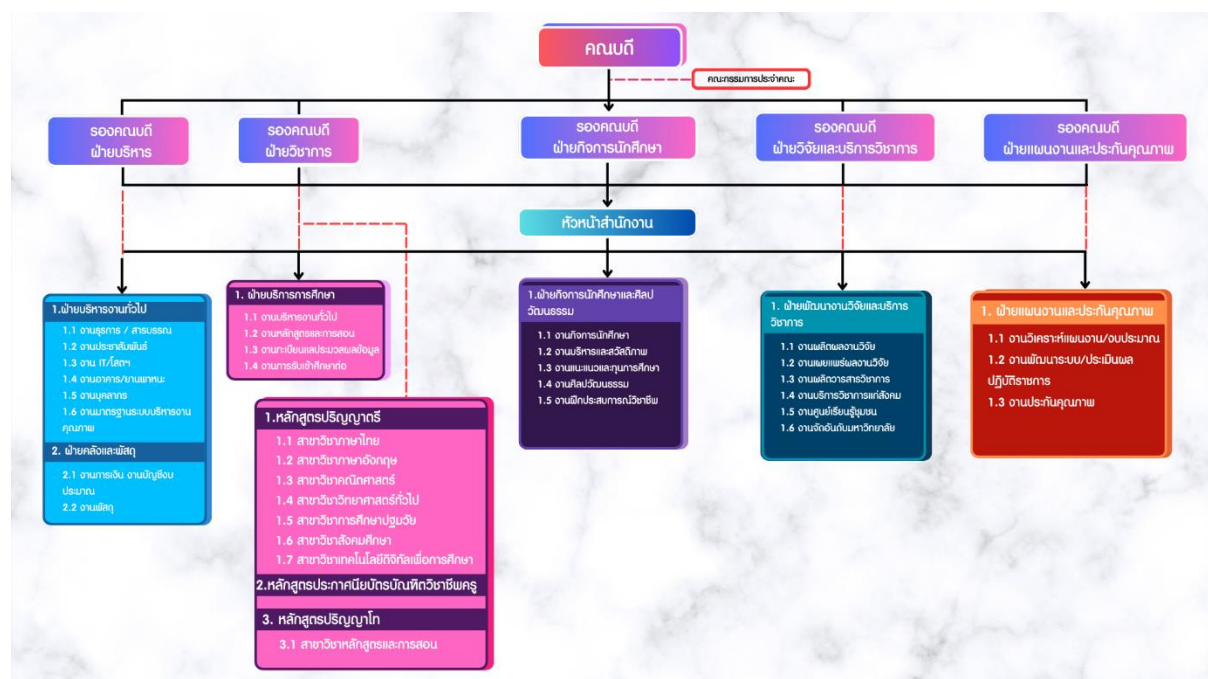 คณบดี
คณะกรรมการประจำคณะ
รองคณบดี
ฝ่ายบริหาร
รองคณบดี
ฝ่ายวิชาการ
รองคณบดี
ฝ่ายกิจการนักศึกษา
รองคณบดี
ฝ่ายวิจัยและบริการวิชาการ
รองคณบดี
ฝ่ายแผนงานและประกันคุณภาพ
หัวหน้าสำนักงาน
1.ฝ่ายบริหารงานทั่วไป
1.1 งานธุรการ / สารบรรณ
1.2 งานประชาสัมพันธ์
1.3 งาน IT/โสตฯ
1.4 งานอาคาร/ยานพาหนะ
1.5 งานบุคลากร
1.6 งานมาตรฐานระบบบริหารงาน
คุณภาพ
2. ฝ่ายคลังและพัสดุ
2.1 งานการเงิน งานบัญชีงบ
ประมาณ
2.2 งานพัสดุ
1. ฝ่ายบริการการศึกษา
1.1 งานบริหารงานทั่วไป
1.2 งานหลักสูตรและการสอน
1.3 งานทะเบียนแลประมวลผลข้อมูล
1.4 งานการรับเข้าศึกษาต่อ
1.หลักสูตรปริญญาตรี
1.1 สาขาวิชาภาษาไทย
1.2 สาขาวิชาภาษาอังกฤษ
1.3 สาขาวิชาคณิตศาสตร์
1.4 สาขาวิชาวิทยาศาสตร์ทั่วไป
1.5 สาขาวิชาการศึกษาปฐมวัย
1.6 สาขาวิชาสังคมศึกษา
1.7 สาขาวิชาเทคโนโลยีดิจิทัลเพื่อการศึกษา
2.หลักสูตรประกาศนียบัตรบัณฑิตวิชาชีพครู
3. หลักสูตรปริญญาโท
3.1 สาขาวิชาหลักสูตรและการสอน
1.ฝ่ายกิจการนักศึกษาและศิลป
วัฒนธรรม
1.1 งานกิจการนักศึกษา
1.2 งานบริหารและสวัสดิภาพ
1.3 งานแนะแนวและทุนการศึกษา
1.4 งานศิลปวัฒนธรรม
1.5 งานฝึกประสบการณ์วิชาชีพ
1. ฝ่ายพัฒนางานวิจัยและบริการ
วิชาการ
1.1 งานผลิตผลงานวิจัย
1.2 งานเผยแพร่ผลงานวิจัย
1.3 งานผลิตวารสารวิชาการ
1.4 งานบริการวิชาการแก่สังคม
1.5 งานศูนย์เรียนรู้ชุมชน
1.6 งานจัดอันดับมหาวิทยาลัย
1. ฝ่ายแผนงานและประกันคุณภาพ
1.1 งานวิเคราะห์แผนงาน/งบประมาณ
1.2 งานพัฒนาระบบ/ประเมินผล
ปฏิบัติราชการ
1.3 งานประกันคุณภาพ